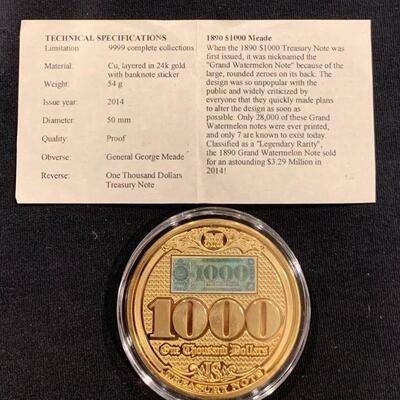 TECHNICAL SPECIFICATIONS
Limitation: 9999 complete collections
Material: Cu, layered in 24k gold
with banknote sticker
Weight: 54 g
Issue year: 2014
Diameter 50 mm
Quality: Proof
Obverse: General George Meade
Reverse: One Thousand Dollars
Treasury Note
1890 $1000 Meade
When the 1890 $1000 Treasury Note was
first issued, it was nicknamed the
"Grand Watermelon Note" because of the
large, rounded zeroes on its back. The
design was so unpopular with the
public and widely criticized by
everyone that they quickly made plans
to alter the design as soon as
possible. Only 28,000 of these Grand
Watermelon notes were ever printed,
and only 7 are known to exist today.
Classified as a "Legendary Rarity",
the 1890 Grand Watermelon Note sold
for an astounding $3.29 Million in
2014!
1000
1000
One Thousand Dollars
TREASURY NOTE